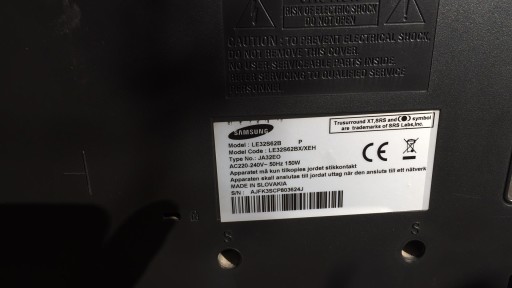 RISK OF ELECTRIC SHOCK
DO NOT OPEN
CAUTION : TO PREVENT ELECTRICAL SHOCK,
DO NOT REMOVE THIS COVER.
NO USER SERVICEABLE PARTS INSIDE.
SERVICING TO QUALIFIED SERVICE
PERSONNEL.
SAMSUNG
TruSurround XT,SRS and symbol
are trademarks of SRS Labs,Inc.
Model : LE32S62B P
Model Code : LE32S62BX/XEH
Type No.: JA32EO
AC220-240V~ 50Hz 150W
CE
Apparatet må kun tilkoples jordet stikkontakt
Apparaten skall anslutas till jordat uttag når den ansluts till ett nätverk
MADE IN SLOVAKIA
S/N : AJFK3SCP803624J
S
S